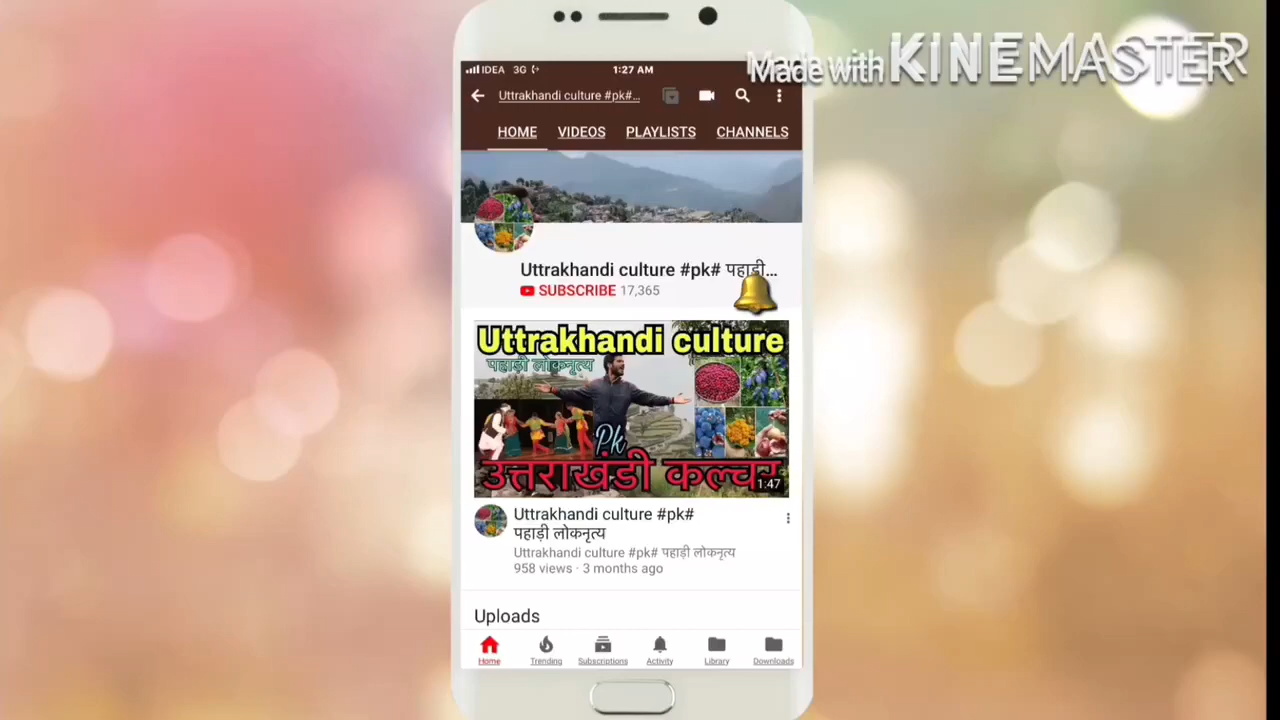 Made with KINEMASTER
IDEA 3G 1:27 AM
Uttrakhandi culture #pk#...
HOME VIDEOS PLAYLISTS CHANNELS
Uttrakhandi culture #pk# पहाड़ी...
SUBSCRIBE 17,365
Uttrakhandi culture
पहाड़ी लोकनृत्य
Pk
उत्तराखंडी कल्चर
1:47
Uttrakhandi culture #pk#
पहाड़ी लोकनृत्य
Uttrakhandi culture #pk# पहाड़ी लोकनृत्य
958 views · 3 months ago
Uploads
Home Trending Subscriptions Activity Library Downloads